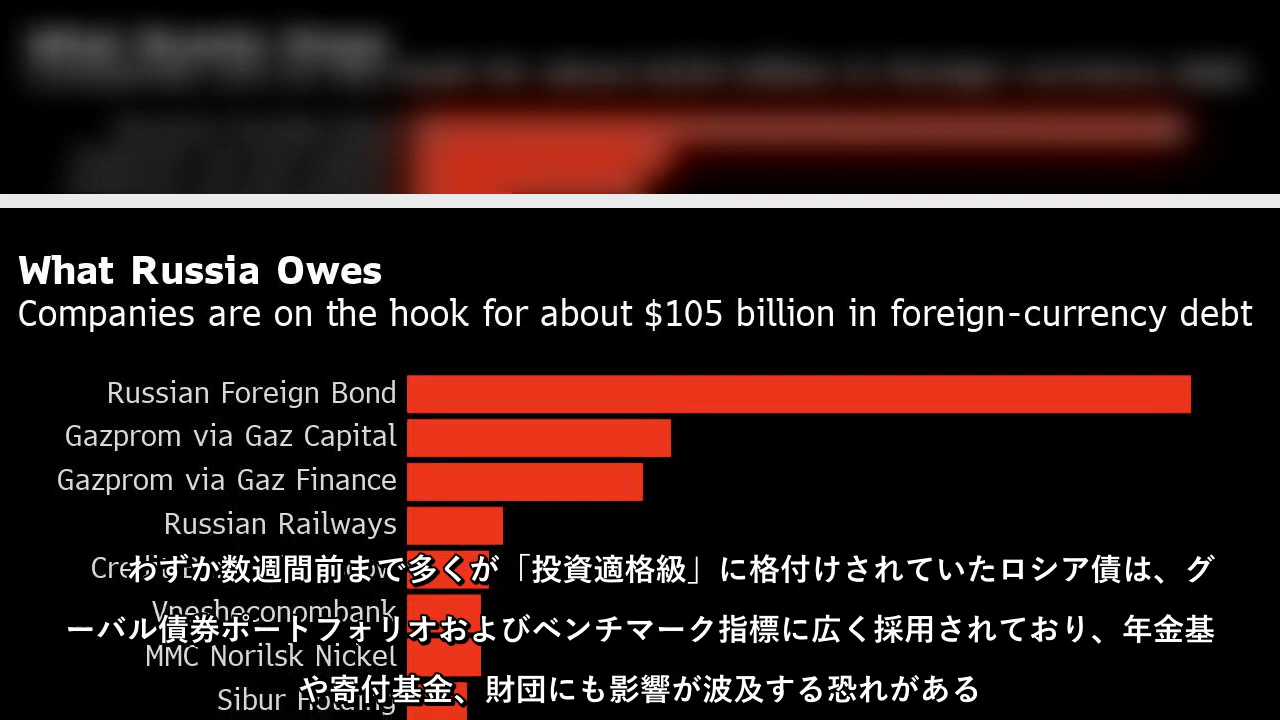 What Russia Owes
Companies are on the hook for about $105 billion in foreign-currency debt
Russian Foreign Bond
Gazprom via Gaz Capital
Gazprom via Gaz Finance
Russian Railways
Vnesheconombank
MMC Norilsk Nickel
Sibur Holding
わずか数週間前まで多くが「投資適格級」に格付けされていたロシア債は、グ
ーバル債券ポートフォリオおよびベンチマーク指標に広く採用されており、年金基
や寄付基金、財団にも影響が波及する恐れがある